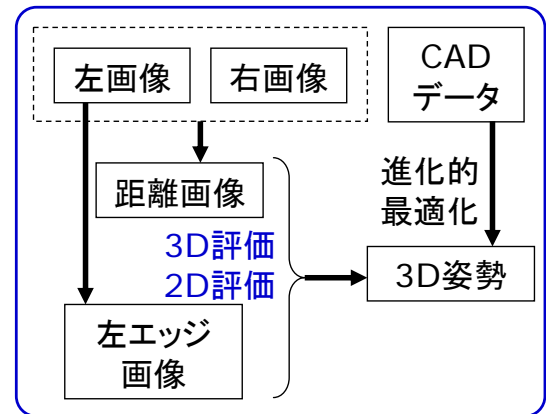 左画像
右画像
CAD
データ
距離画像
進化的
最適化
3D評価
2D評価
3D姿勢
左エッジ
画像